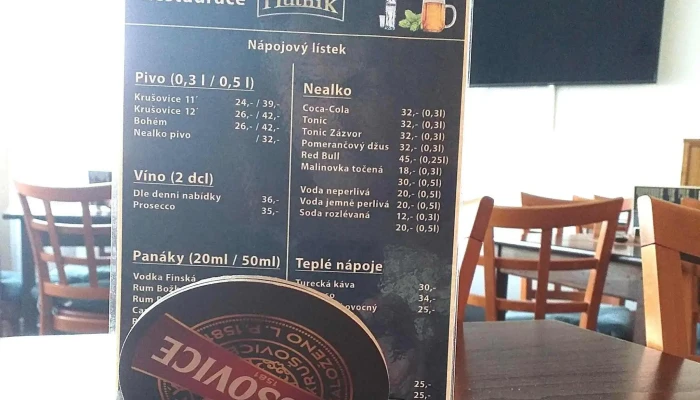 Hutník
Nápojový lístek
Pivo (0,3 l / 0,5 l)
Krušovice 11° 24,- / 39,-
Krušovice 12° 26,- / 42,-
Bohém 26,- / 42,-
Nealko pivo / 32,-
Víno (2 dcl)
Dle denní nabídky 36,-
Prosecco 35,-
Panáky (20ml / 50ml)
Vodka Finská
Rum
Rum
Nealko
Coca-Cola 32,- (0,3l)
Tonic 32,- (0,3l)
Tonic Zázvor 32,- (0,3l)
Pomerančový džus 32,- (0,3l)
Red Bull 45,- (0,25l)
Malinovka točená 18,- (0,3l)
30,- (0,5l)
Voda neperlivá 20,- (0,5l)
Voda jemně perlivá 20,- (0,5l)
Soda rozlévaná 12,- (0,3l)
20,- (0,5l)
Teplé nápoje
Turecká káva 30,-
34,-
25,-
25,-
25,-
1581